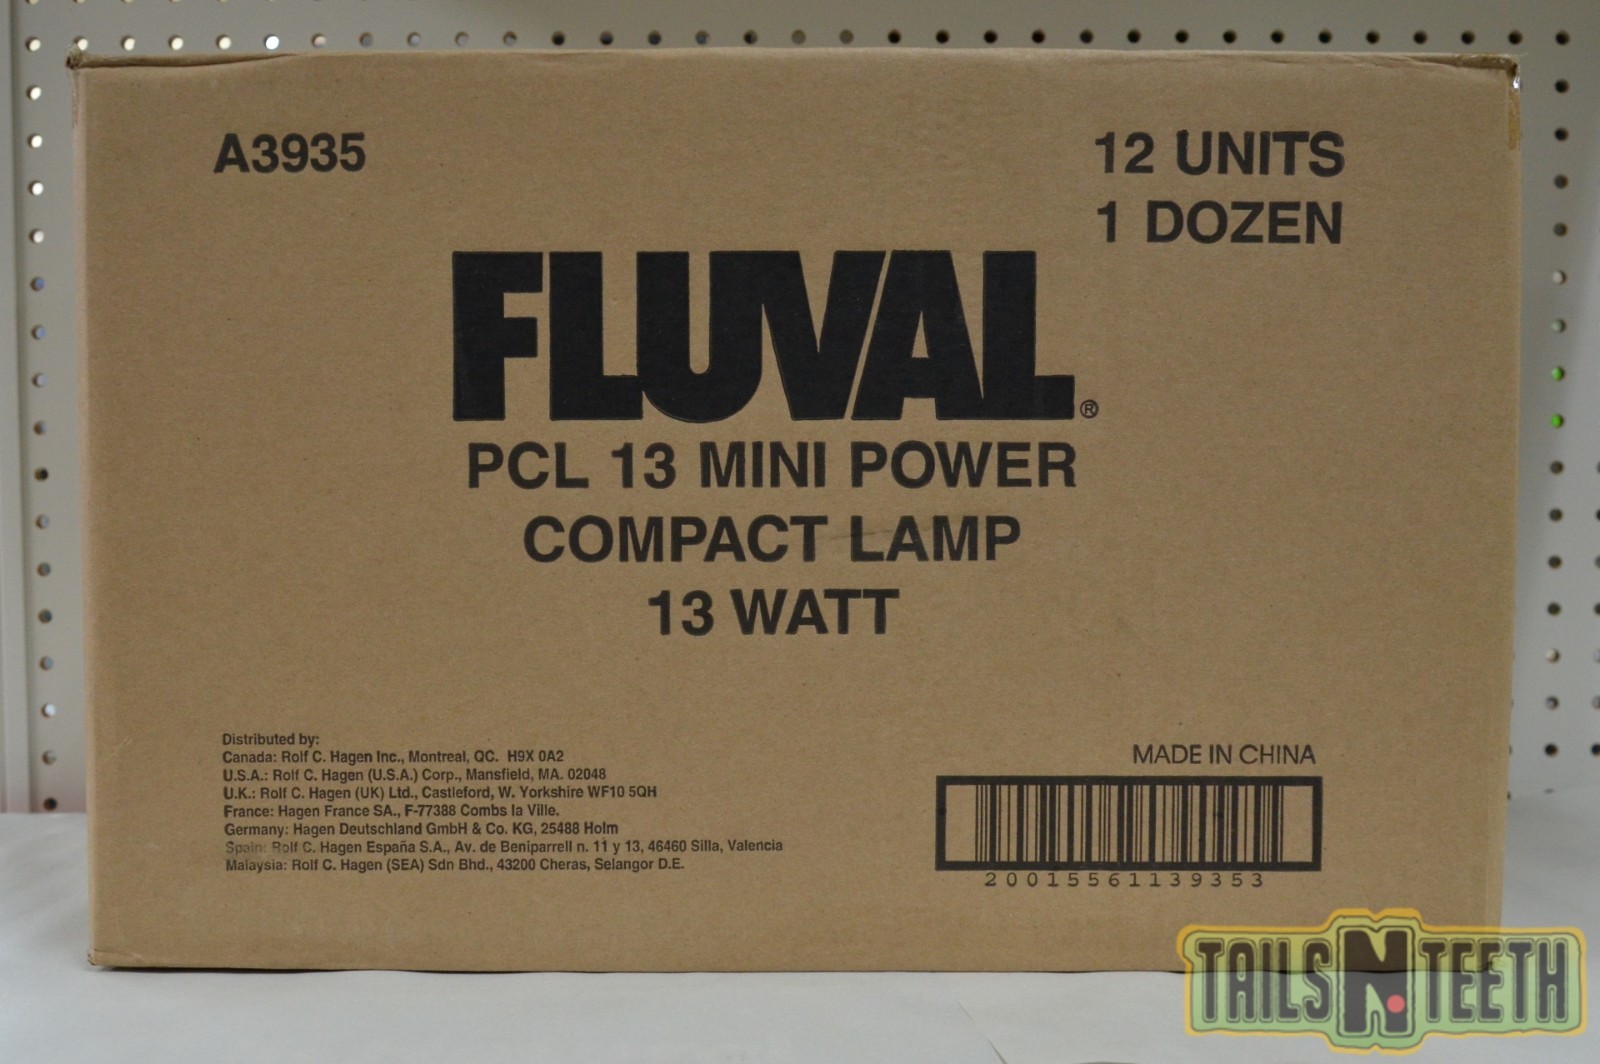 A3935
12 UNITS
1 DOZEN
FLUVAL®
PCL 13 MINI POWER
COMPACT LAMP
13 WATT
Distributed by:
Canada: Rolf C. Hagen Inc., Montreal, QC. H9X 0A2
U.S.A.: Rolf C. Hagen (U.S.A.) Corp., Mansfield, MA. 02048
U.K.: Rolf C. Hagen (UK) Ltd., Castleford, W. Yorkshire WF10 5QH
France: Hagen France SA., F-77388 Combs la Ville.
Germany: Hagen Deutschland GmbH & Co. KG, 25488 Holm
Spain: Rolf C. Hagen España S.A., Av. de Beniparrell n. 11 y 13, 46460 Silla, Valencia
Malaysia: Rolf C. Hagen (SEA) Sdn Bhd., 43200 Cheras, Selangor D.E.
MADE IN CHINA
20015561139353
TAILS N. TEETH